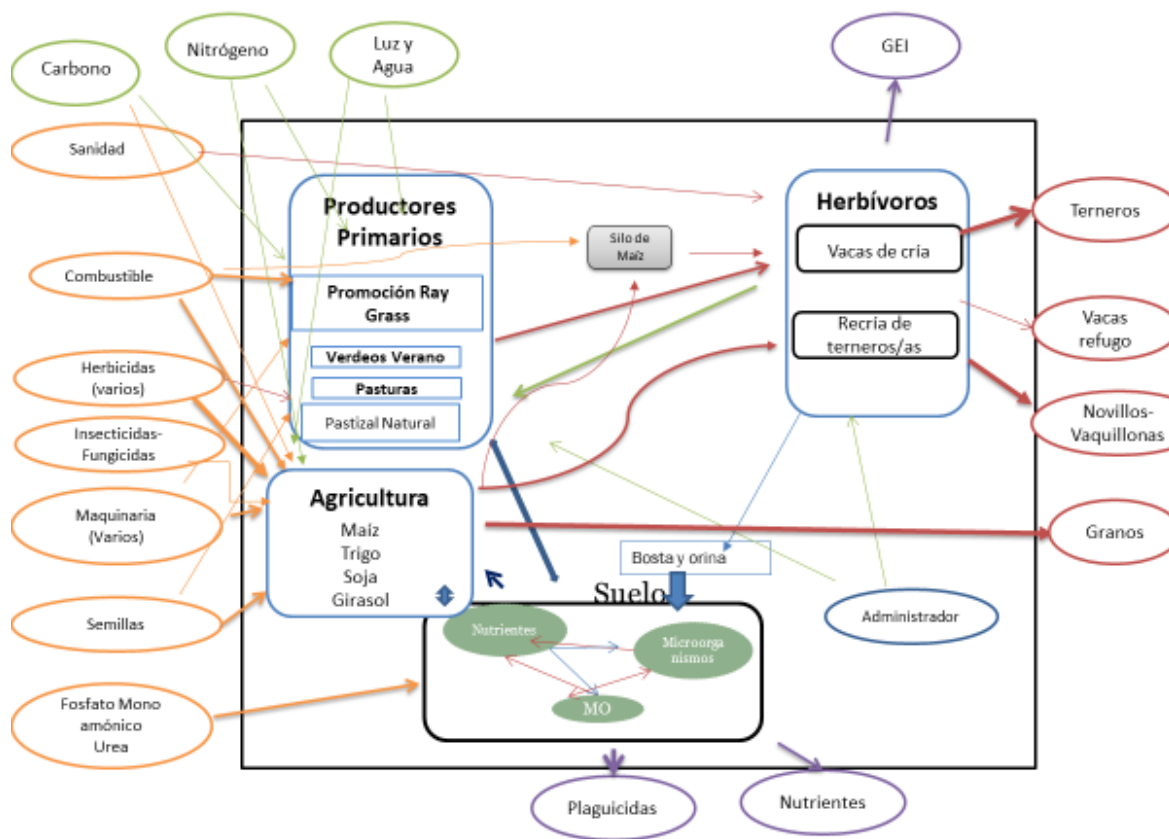 Carbono
Nitrógeno
Luz y
Agua
GEI
Sanidad
Productores
Primarios
Herbívoros
Terneros
Silo de
Maíz
Vacas de cría
Combustible
Promoción Ray
Grass
Vacas
refugo
Recría de
terneros/as
Verdeos Verano
Herbicidas
(varios)
Pasturas
Pastizal Natural
Novillos-
Vaquillonas
Insecticidas-
Fungicidas
Agricultura
Maíz
Trigo
Soja
Girasol
Maquinaria
(Varios)
Granos
Bosta y orina
Suelo
Semillas
Administrador
Nutrientes
Microorga
nismos
MO
Fosfato Mono
amónico
Urea
Plaguicidas
Nutrientes